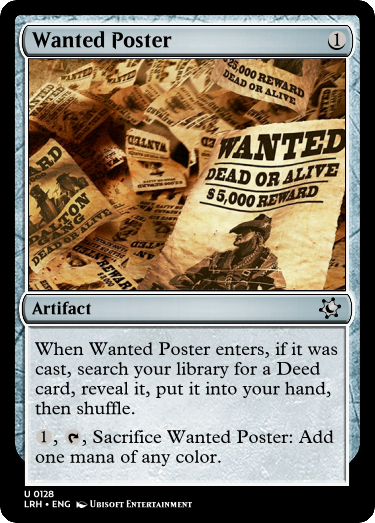 Wanted Poster 1
$25,000 REWARD
DEAD OR ALIVE
WANTED
DEAD OR ALIVE
$5,000 REWARD
WANTED
DALTON
DEAD OR ALIVE
REWARD
Artifact
When Wanted Poster enters, if it was
cast, search your library for a Deed
card, reveal it, put it into your hand,
then shuffle.
1, , Sacrifice Wanted Poster: Add
one mana of any color.
U 0128
LRH • ENG Ubisoft Entertainment